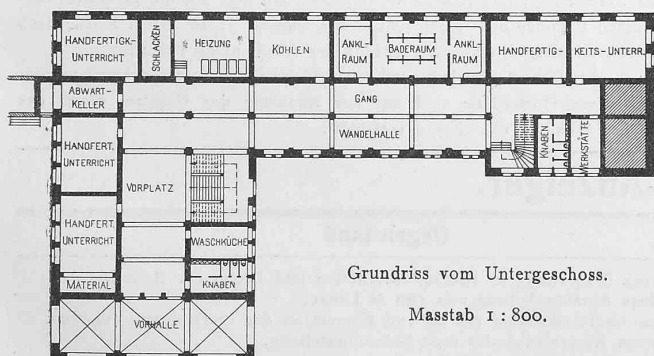 HANDFERTIGK.-
UNTERRICHT
SCHLACKEN
HEIZUNG
KOHLEN
ANKL-
RAUM
BADERAUM
ANKL-
RAUM
HANDFERTIG-
KEITS-UNTERR.
ABWART-
KELLER
GANG
WANDELHALLE
KNABEN
WERKSTÄTTE
HANDFERT.
UNTERRICHT
VORPLATZ
HANDFERT.
UNTERRICHT
WASCHKÜCHE
MATERIAL
KNABEN
VORHALLE
Grundriss vom Untergeschoss.
Masstab 1 : 800.